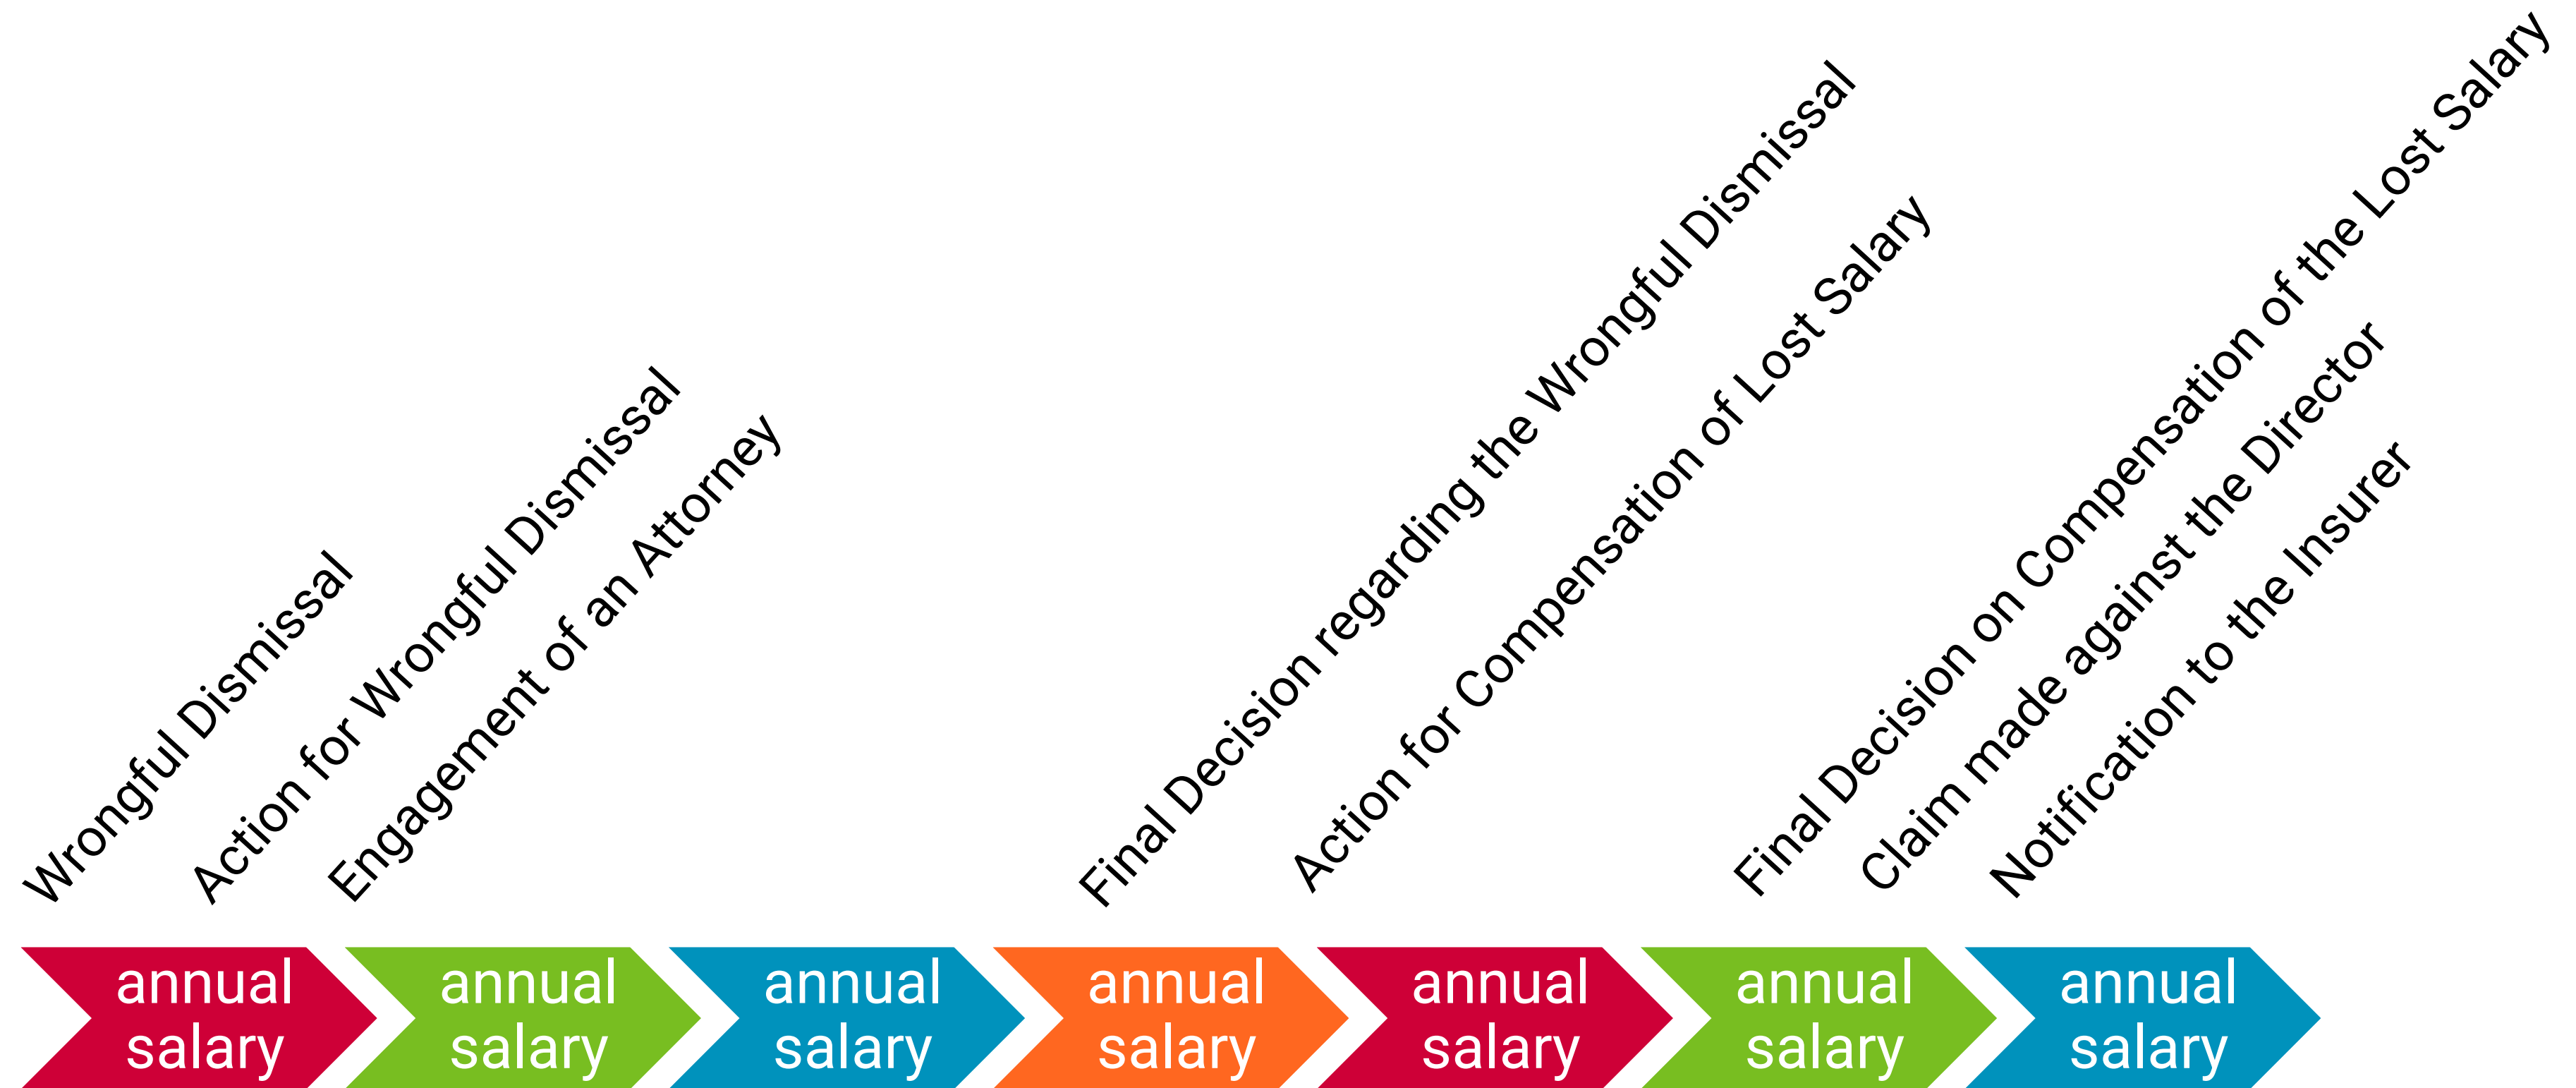 Wrongful Dismissal
Action for Wrongful Dismissal
Engagement of an Attorney
Final Decision regarding the Wrongful Dismissal
Action for Compensation of Lost Salary
Final Decision on Compensation of the Lost Salary
Claim made against the Director
Notification to the Insurer
annual
salary
annual
salary
annual
salary
annual
salary
annual
salary
annual
salary
annual
salary